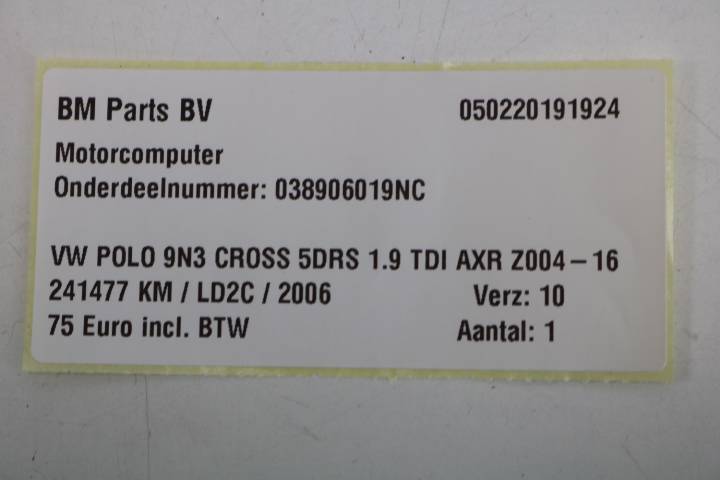 BM Parts BV 050220191924
Motorcomputer
Onderdeelnummer: 038906019NC
VW POLO 9N3 CROSS 5DRS 1.9 TDI AXR Z004-16
241477 KM / LD2C / 2006 Verz: 10
75 Euro incl. BTW Aantal: 1